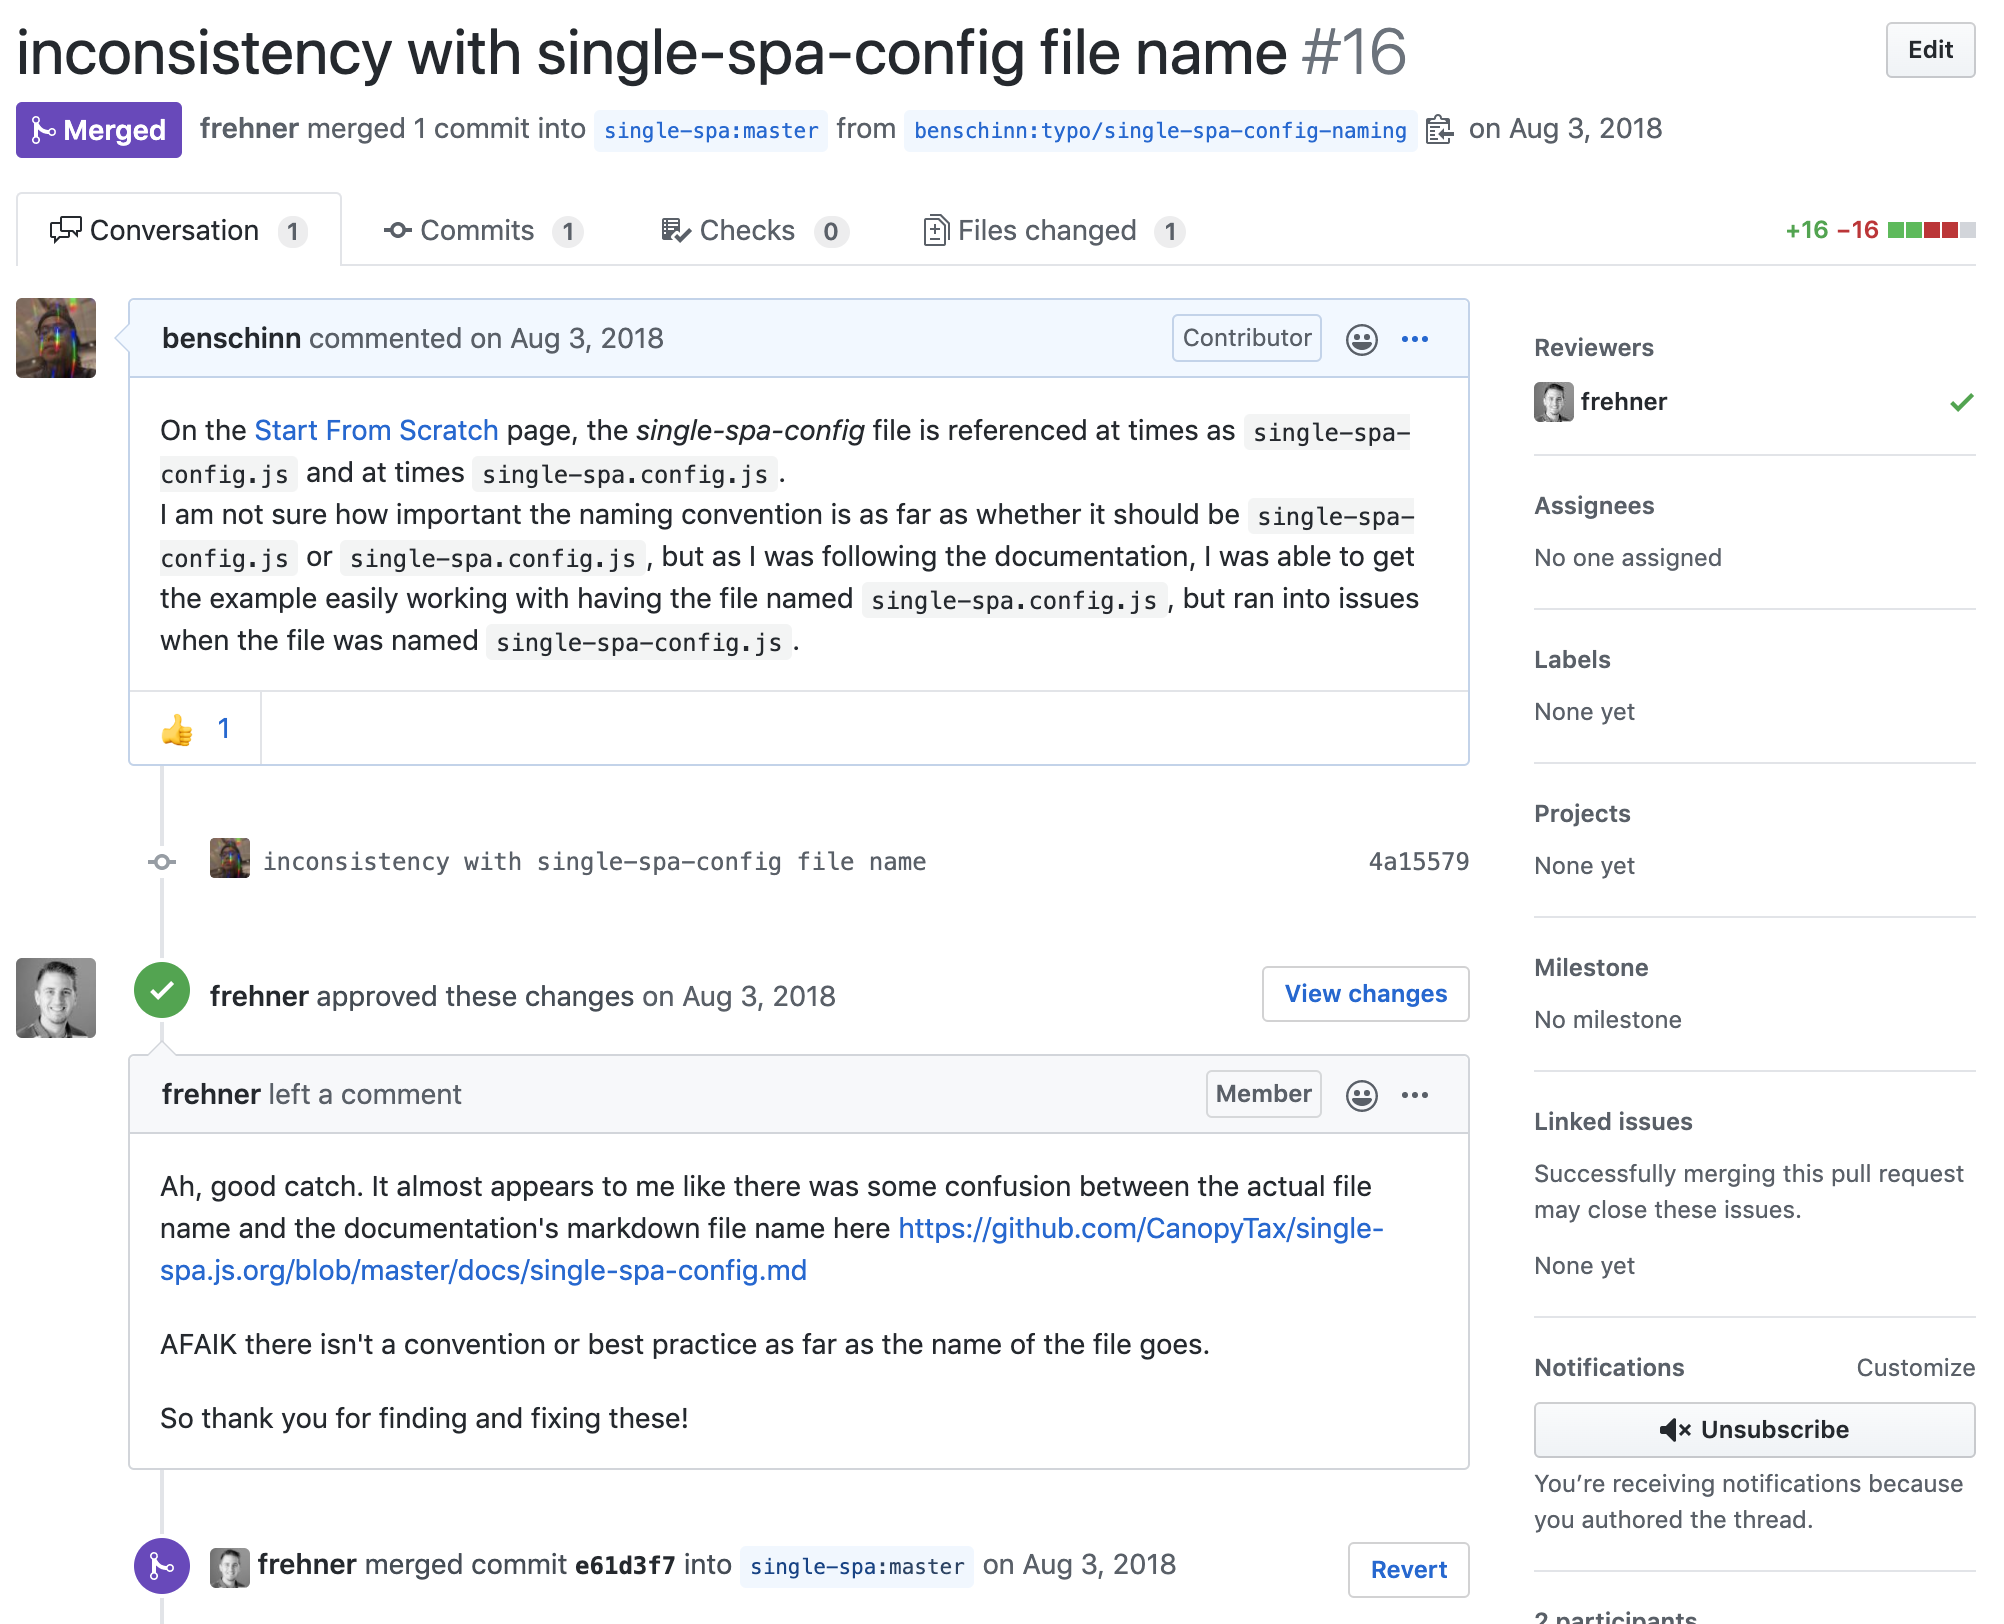 inconsistency with single-spa-config file name #16
Edit
Merged
frehner merged 1 commit into single-spa:master from benschinn:typo/single-spa-config-naming on Aug 3, 2018
Conversation 1
Commits 1
Checks 0
Files changed 1
+16 −16
benschinn commented on Aug 3, 2018
Contributor
On the Start From Scratch page, the single-spa-config file is referenced at times as single-spa-
config.js and at times single-spa.config.js.
I am not sure how important the naming convention is as far as whether it should be single-spa-
config.js or single-spa.config.js, but as I was following the documentation, I was able to get
the example easily working with having the file named single-spa.config.js, but ran into issues
when the file was named single-spa-config.js.
1
inconsistency with single-spa-config file name
4a15579
frehner approved these changes on Aug 3, 2018
View changes
frehner left a comment
Member
Ah, good catch. It almost appears to me like there was some confusion between the actual file
name and the documentation's markdown file name here https://github.com/CanopyTax/single-
spa.js.org/blob/master/docs/single-spa-config.md
AFAIK there isn't a convention or best practice as far as the name of the file goes.
So thank you for finding and fixing these!
frehner merged commit e61d3f7 into single-spa:master on Aug 3, 2018
Revert
Reviewers
frehner
Assignees
No one assigned
Labels
None yet
Projects
None yet
Milestone
No milestone
Linked issues
Successfully merging this pull request
may close these issues.
None yet
Notifications
Customize
Unsubscribe
You’re receiving notifications because
you authored the thread.
2 participants